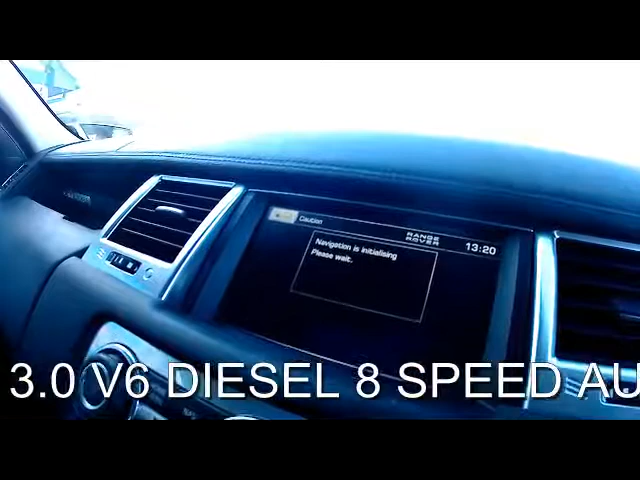 Caution
RANGE
ROVER
13:20
Navigation is initialising
Please wait.
3.0 V6 DIESEL 8 SPEED AU